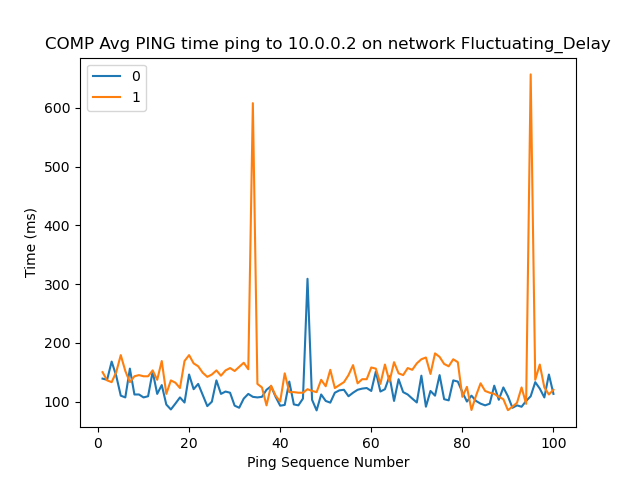 COMP Avg PING time ping to 10.0.0.2 on network Fluctuating_Delay
0
1
600
500
400
300
200
100
Time (ms)
0 20 40 60 80 100
Ping Sequence Number